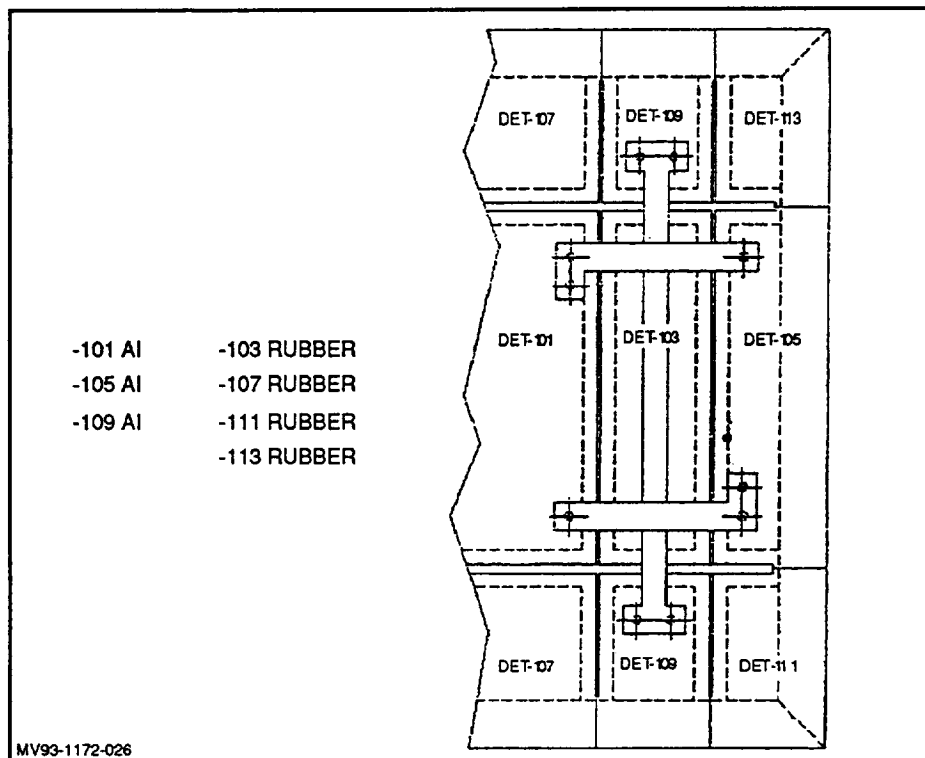 DET-107 DET-109 DET-113
DET-101 DET-103 DET-105
-101 Al -103 RUBBER
-105 Al -107 RUBBER
-109 Al -111 RUBBER
-113 RUBBER
DET-107 DET-109 DET-111
MV93-1172-026